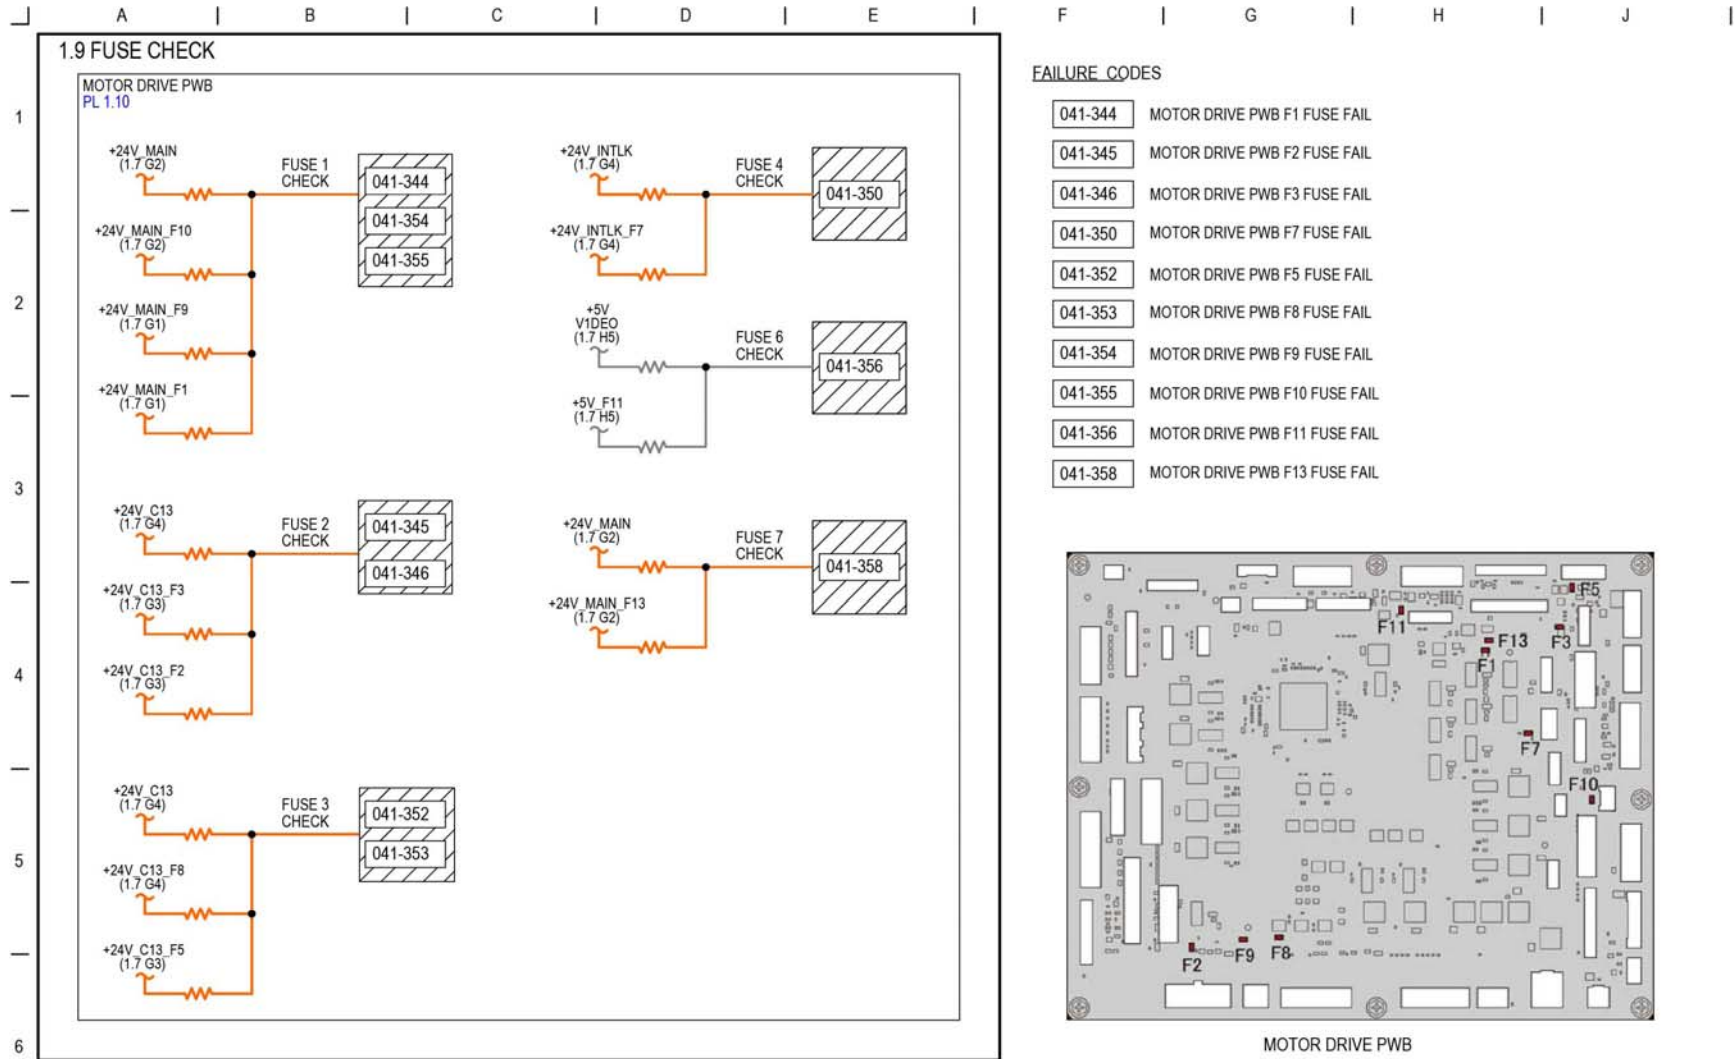 A B C D E F G H J
1.9 FUSE CHECK
MOTOR DRIVE PWB
PL 1.10
1
2
3
4
5
6
+24V_MAIN
(1.7 G2)
+24V_MAIN_F10
(1.7 G2)
+24V_MAIN_F9
(1.7 G1)
+24V_MAIN_F1
(1.7 G1)
FUSE 1
CHECK
041-344
041-354
041-355
+24V_C13
(1.7 G4)
+24V_C13_F3
(1.7 G3)
+24V_C13_F2
(1.7 G3)
FUSE 2
CHECK
041-345
041-346
+24V_C13
(1.7 G4)
+24V_C13_F8
(1.7 G4)
+24V_C13_F5
(1.7 G3)
FUSE 3
CHECK
041-352
041-353
+24V_INTLK
(1.7 G4)
+24V_INTLK_F7
(1.7 G4)
FUSE 4
CHECK
041-350
+5V
V1DEO
(1.7 H5)
+5V_F11
(1.7 H5)
FUSE 6
CHECK
041-356
+24V_MAIN
(1.7 G2)
+24V_MAIN_F13
(1.7 G2)
FUSE 7
CHECK
041-358
FAILURE CODES
041-344 MOTOR DRIVE PWB F1 FUSE FAIL
041-345 MOTOR DRIVE PWB F2 FUSE FAIL
041-346 MOTOR DRIVE PWB F3 FUSE FAIL
041-350 MOTOR DRIVE PWB F7 FUSE FAIL
041-352 MOTOR DRIVE PWB F5 FUSE FAIL
041-353 MOTOR DRIVE PWB F8 FUSE FAIL
041-354 MOTOR DRIVE PWB F9 FUSE FAIL
041-355 MOTOR DRIVE PWB F10 FUSE FAIL
041-356 MOTOR DRIVE PWB F11 FUSE FAIL
041-358 MOTOR DRIVE PWB F13 FUSE FAIL
F5
F11
F13
F3
F1
F7
F10
F2
F9
F8
MOTOR DRIVE PWB